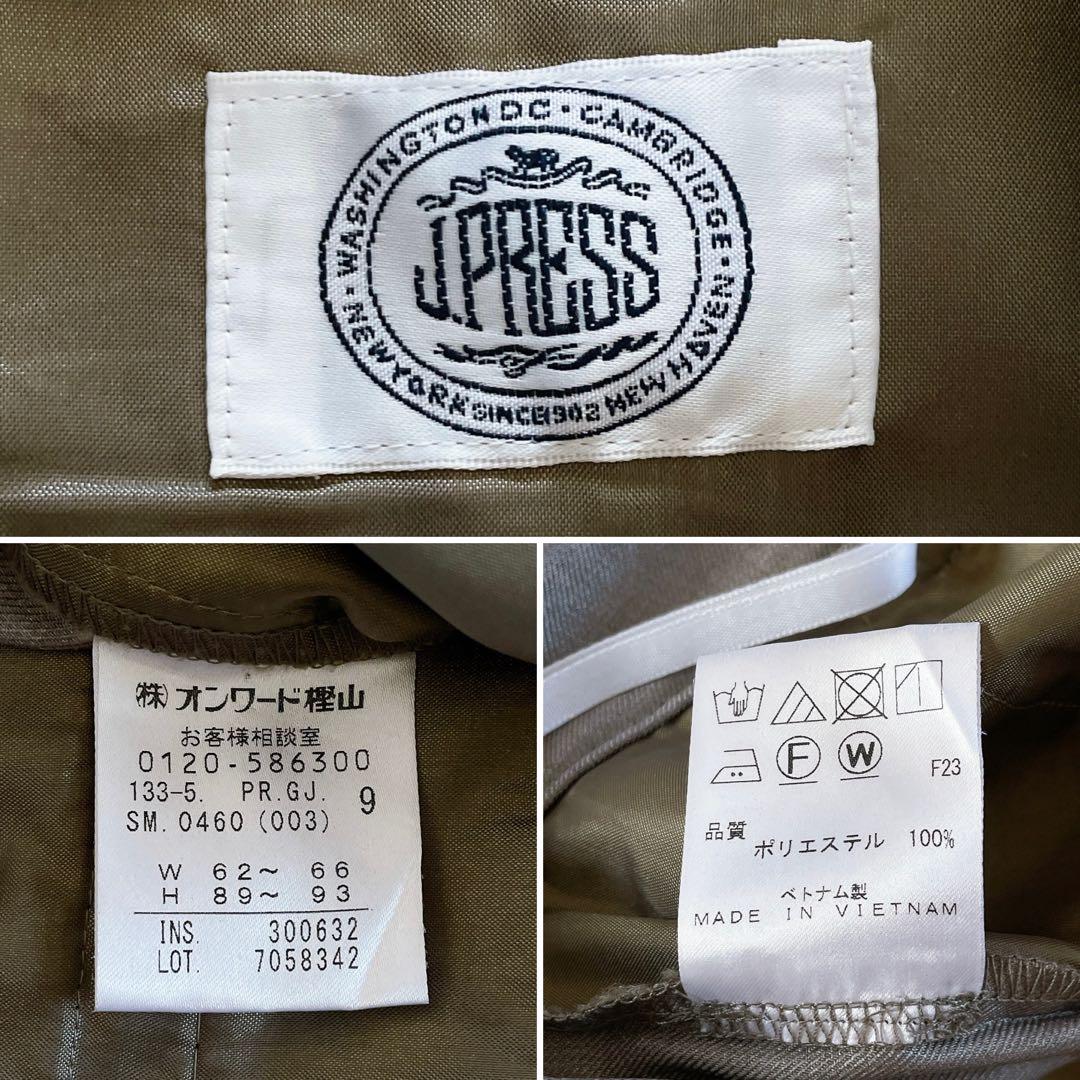 WASHINGTON DC · CAMBRIDGE · NEW HAVEN
· NEW YORK
SINCE 1902
J.PRESS
㈱オンワード樫山
お客様相談室
0120-586300
133-5. PR.GJ. 9
SM. 0460 (003)
W 62～ 66
H 89～ 93
INS. 300632
LOT. 7058342
F W
F23
品質 ポリエステル 100%
ベトナム製
MADE IN VIETNAM